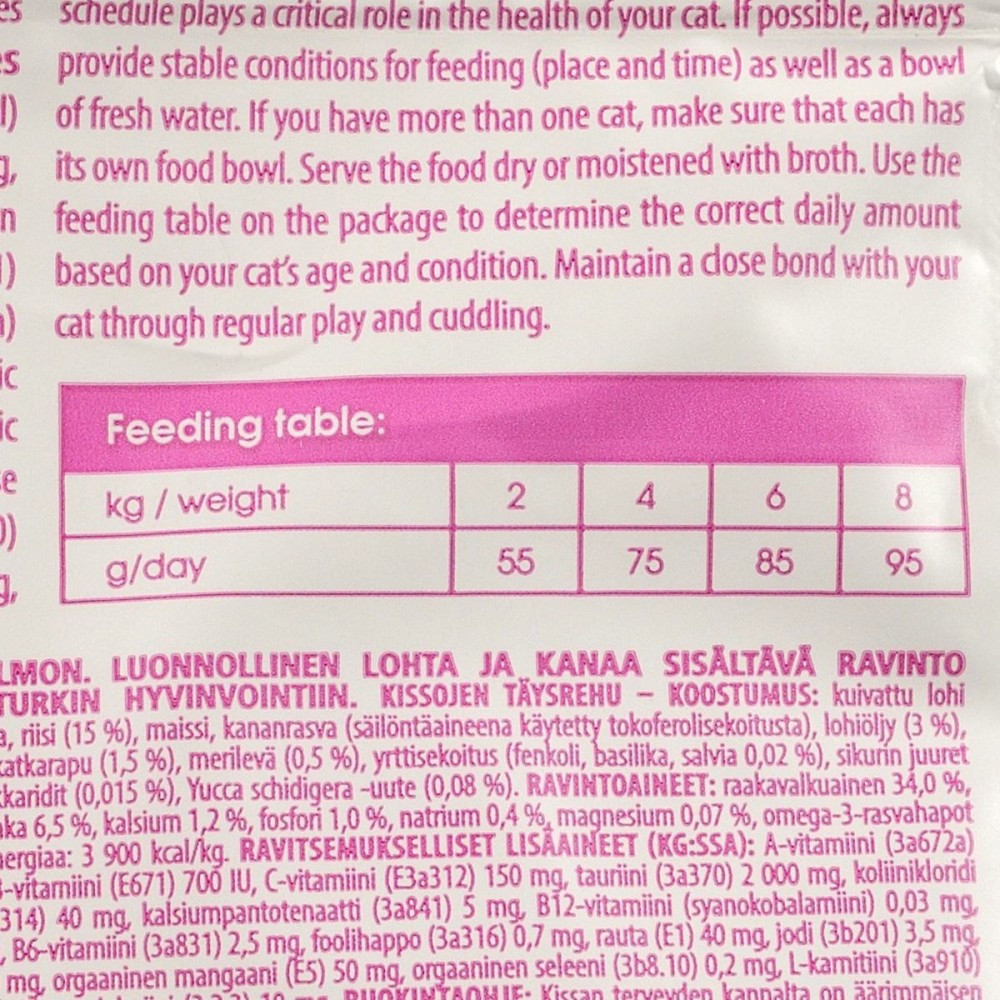 schedule plays a critical role in the health of your cat. If possible, always
provide stable conditions for feeding (place and time) as well as a bowl
of fresh water. If you have more than one cat, make sure that each has
its own food bowl. Serve the food dry or moistened with broth. Use the
feeding table on the package to determine the correct daily amount
based on your cat's age and condition. Maintain a close bond with your
cat through regular play and cuddling.
Feeding table:
kg / weight 2 4 6 8
g/day 55 75 85 95
LMON. LUONNOLLINEN LOHTA JA KANAA SISÄLTÄVÄ RAVINTO
TURKIN HYVINVOINTIIN. KISSOJEN TÄYSREHU – KOOSTUMUS: kuivattu lohi
riisi (15 %), maissi, kananrasva (säilöntäaineena käytetty tokoferolisekoitusta), lohiöljy (3 %),
katkarapu (1,5 %), merilevä (0,5 %), yrttisekoitus (fenkoli, basilika, salvia 0,02 %), sikurin juuret
karidit (0,015 %), Yucca schidigera -uute (0,08 %). RAVINTOAINEET: raakavalkuainen 34,0 %,
6,5 %, kalsium 1,2 %, fosfori 1,0 %, natrium 0,4 %, magnesium 0,07 %, omega-3-rasvahapot
nergiaa: 3 900 kcal/kg. RAVITSEMUKSELLISET LISÄAINEET (KG:SSA): A-vitamiini (3a672a)
-vitamiini (E671) 700 IU, C-vitamiini (E3a312) 150 mg, tauriini (3a370) 2 000 mg, koliinikloridi
314) 40 mg, kalsiumpantotenaatti (3a841) 5 mg, B12-vitamiini (syanokobalamiini) 0,03 mg,
, B6-vitamiini (3a831) 2,5 mg, foolihappo (3a316) 0,7 mg, rauta (E1) 40 mg, jodi (3b201) 3,5 mg,
mg, orgaaninen mangaani (E5) 50 mg, orgaaninen seleeni (3b8.10) 0,2 mg, L-karnitiini (3a910)
RUOKINTAOHJE: Kissan terveyden kannalta on äärimmäisen